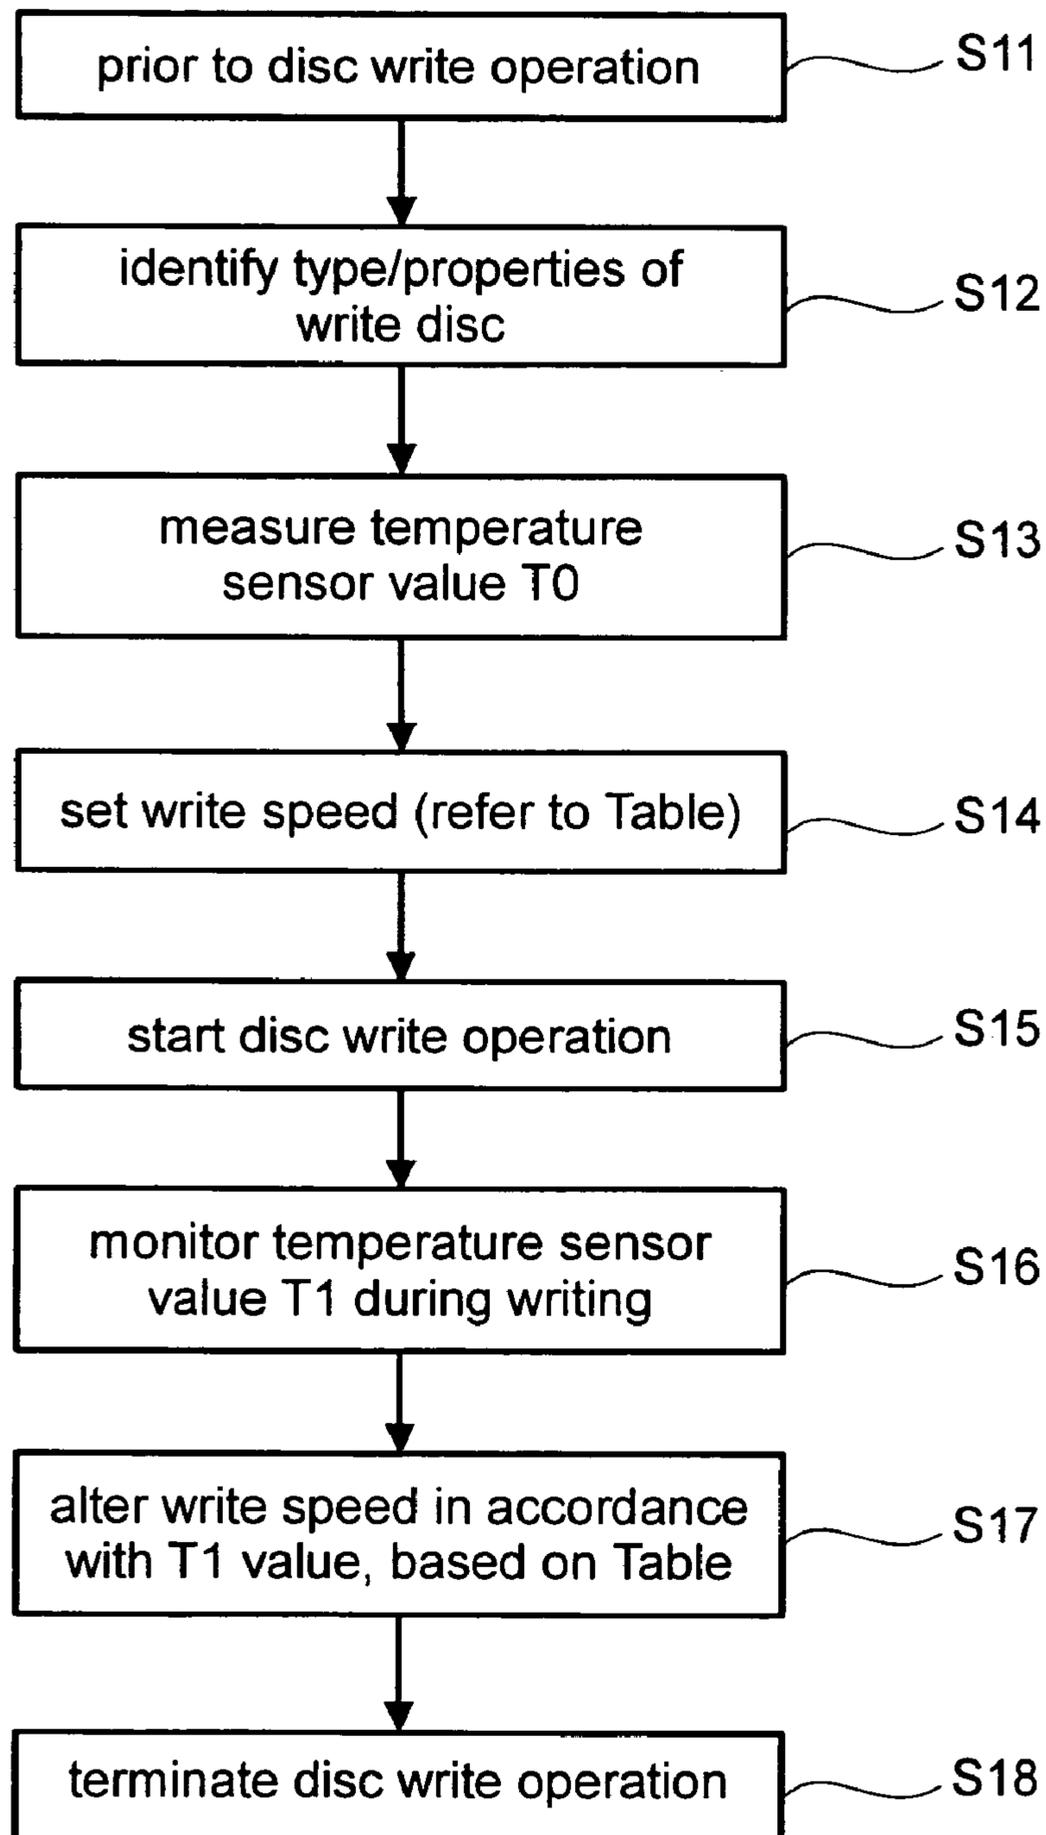 prior to disc write operation
S11
identify type/properties of
write disc
S12
measure temperature
sensor value T0
S13
set write speed (refer to Table)
S14
start disc write operation
S15
monitor temperature sensor
value T1 during writing
S16
alter write speed in accordance
with T1 value, based on Table
S17
terminate disc write operation
S18